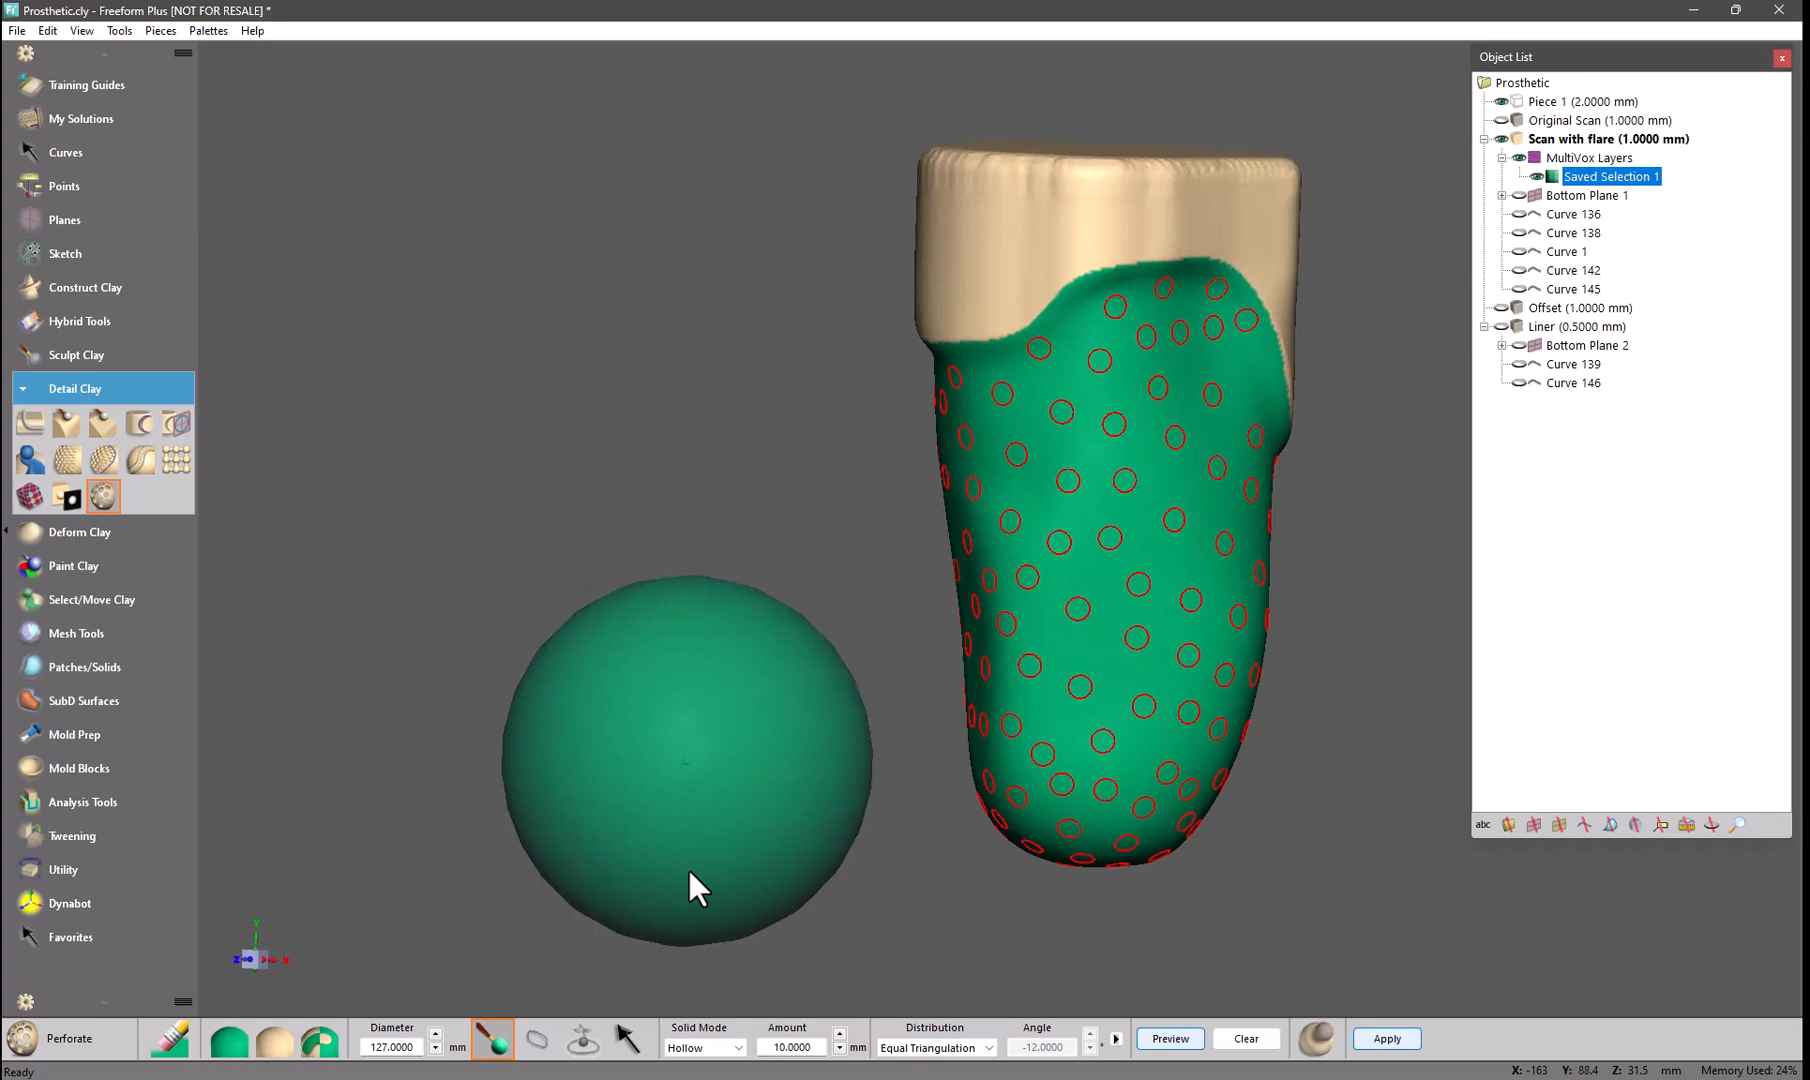 Prosthetic.cly - Freeform Plus [NOT FOR RESALE] *
File Edit View Tools Pieces Palettes Help
Training Guides
My Solutions
Curves
Points
Planes
Sketch
Construct Clay
Hybrid Tools
Sculpt Clay
Detail Clay
Deform Clay
Paint Clay
Select/Move Clay
Mesh Tools
Patches/Solids
SubD Surfaces
Mold Prep
Mold Blocks
Analysis Tools
Tweening
Utility
Dynabot
Favorites
Y
Z
X
Object List
x
Prosthetic
Piece 1 (2.0000 mm)
Original Scan (1.0000 mm)
Scan with flare (1.0000 mm)
MultiVox Layers
Saved Selection 1
Bottom Plane 1
Curve 136
Curve 138
Curve 1
Curve 142
Curve 145
Offset (1.0000 mm)
Liner (0.5000 mm)
Bottom Plane 2
Curve 139
Curve 146
abc
Perforate
Diameter
127.0000 mm
Solid Mode
Hollow
Amount
10.0000 mm
Distribution
Equal Triangulation
Angle
-12.0000 °
Preview
Clear
Apply
Ready
X: -163 Y: 88.4 Z: 31.5 mm Memory Used: 24%